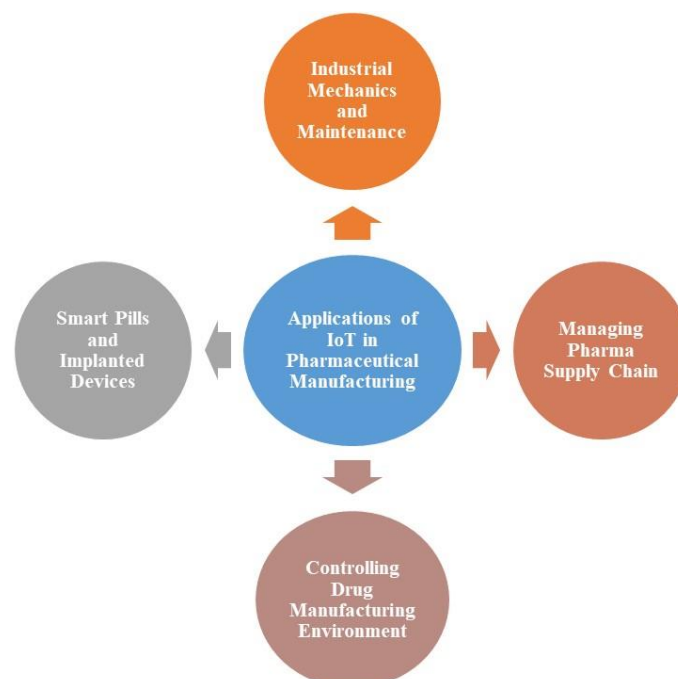 Industrial
Mechanics
and
Maintenance
Smart Pills
and
Implanted
Devices
Applications of
IoT in
Pharmaceutical
Manufacturing
Managing
Pharma
Supply Chain
Controlling
Drug
Manufacturing
Environment